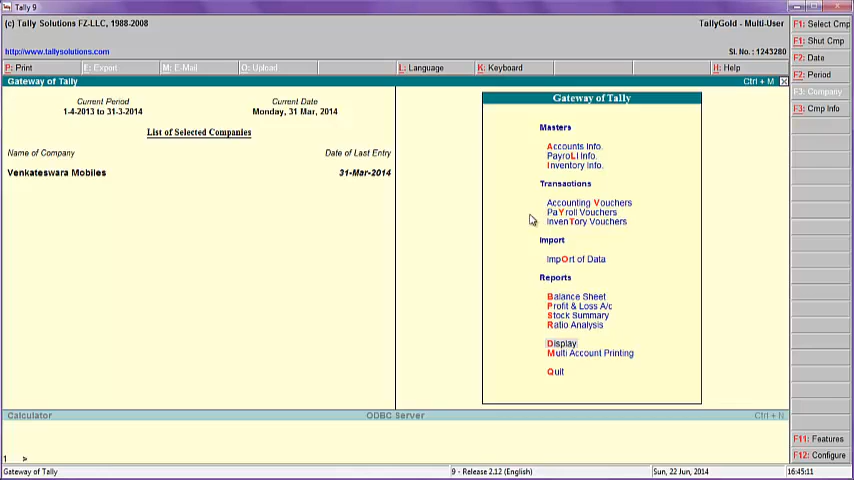 Tally 9
(c) Tally Solutions FZ-LLC, 1988-2008
TallyGold - Multi-User
http://www.tallysolutions.com
Sl. No. : 1243280
P: Print
E: Export
M: E-Mail
O: Upload
L: Language
K: Keyboard
H: Help
Gateway of Tally
Ctrl + M
Current Period
1-4-2013 to 31-3-2014
Current Date
Monday, 31 Mar, 2014
List of Selected Companies
Name of Company
Date of Last Entry
Venkateswara Mobiles
31-Mar-2014
Gateway of Tally
Masters
Accounts Info.
PayroLl Info.
Inventory Info.
Transactions
Accounting Vouchers
PaYroll Vouchers
InvenTory Vouchers
Import
ImpOrt of Data
Reports
Balance Sheet
Profit & Loss A/c
Stock Summary
Ratio Analysis
Display
Multi Account Printing
Quit
F1: Select Cmp
F1: Shut Cmp
F2: Date
F2: Period
F3: Company
F3: Cmp Info
F11: Features
F12: Configure
Calculator
ODBC Server
Ctrl + N
1 >
Gateway of Tally
9 - Release 2.12 (English)
Sun, 22 Jun, 2014
16:45:11